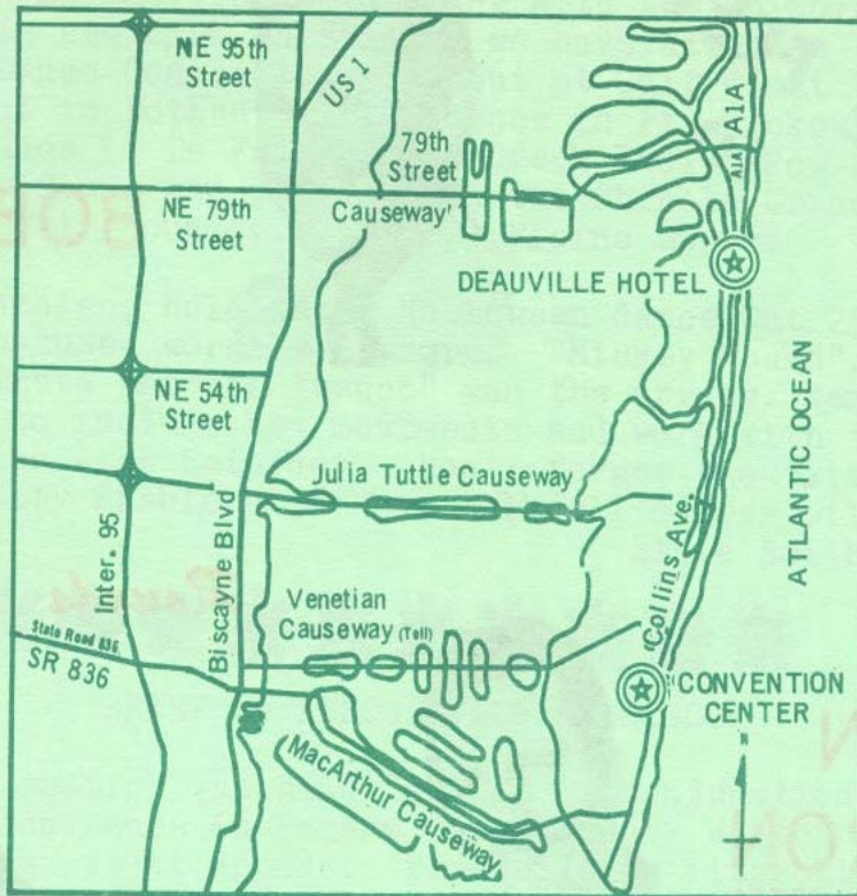 NE 95th
Street
US 1
A1A
A1A
79th
Street
Causeway'
NE 79th
Street
DEAUVILLE HOTEL
NE 54th
Street
Julia Tuttle Causeway
ATLANTIC OCEAN
Collins Ave.
Inter. 95
Biscayne Blvd
Venetian
Causeway (Toll)
State Road 836
SR 836
CONVENTION
CENTER
N
MacArthur Causeway